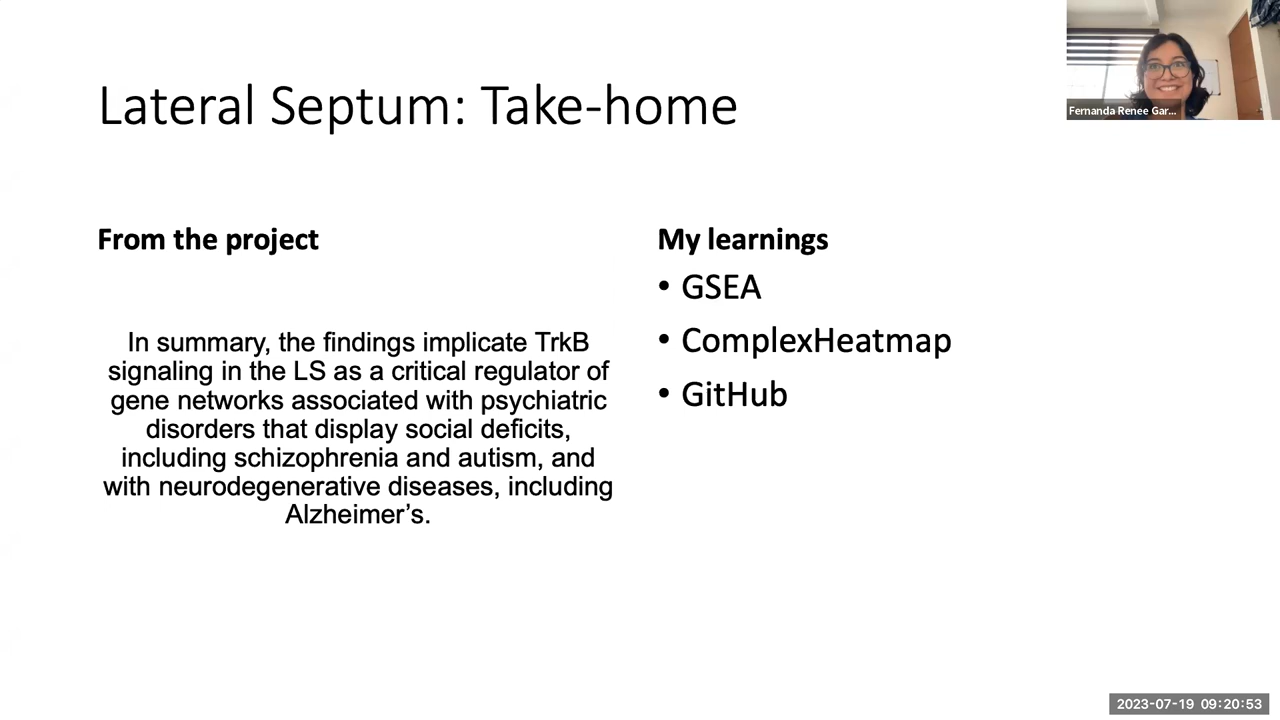 Lateral Septum: Take-home
Fernanda Renee Gar...
From the project
In summary, the findings implicate TrkB
signaling in the LS as a critical regulator of
gene networks associated with psychiatric
disorders that display social deficits,
including schizophrenia and autism, and
with neurodegenerative diseases, including
Alzheimer’s.
My learnings
• GSEA
• ComplexHeatmap
• GitHub
2023-07-19 09:20:53